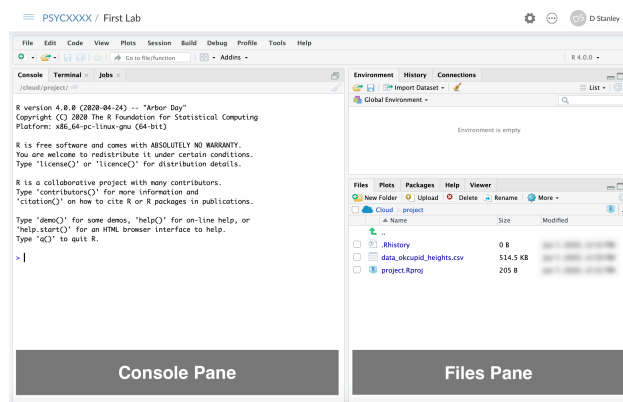 PSYCXXXX / First Lab
DS D Stanley
File Edit Code View Plots Session Build Debug Profile Tools Help
Go to file/function Addins R 4.0.0
Console Terminal Jobs
/cloud/project/
R version 4.0.0 (2020-04-24) -- "Arbor Day"
Copyright (C) 2020 The R Foundation for Statistical Computing
Platform: x86_64-pc-linux-gnu (64-bit)
R is free software and comes with ABSOLUTELY NO WARRANTY.
You are welcome to redistribute it under certain conditions.
Type 'license()' or 'licence()' for distribution details.
R is a collaborative project with many contributors.
Type 'contributors()' for more information and
'citation()' on how to cite R or R packages in publications.
Type 'demo()' for some demos, 'help()' for on-line help, or
'help.start()' for an HTML browser interface to help.
Type 'q()' to quit R.
>
Console Pane
Environment History Connections
Import Dataset List
Global Environment
Environment is empty
Files Plots Packages Help Viewer
New Folder Upload Delete Rename More
Cloud > project
Name Size Modified
..
.Rhistory 0 B
data_okcupid_heights.csv 514.5 KB
project.Rproj 205 B
Files Pane